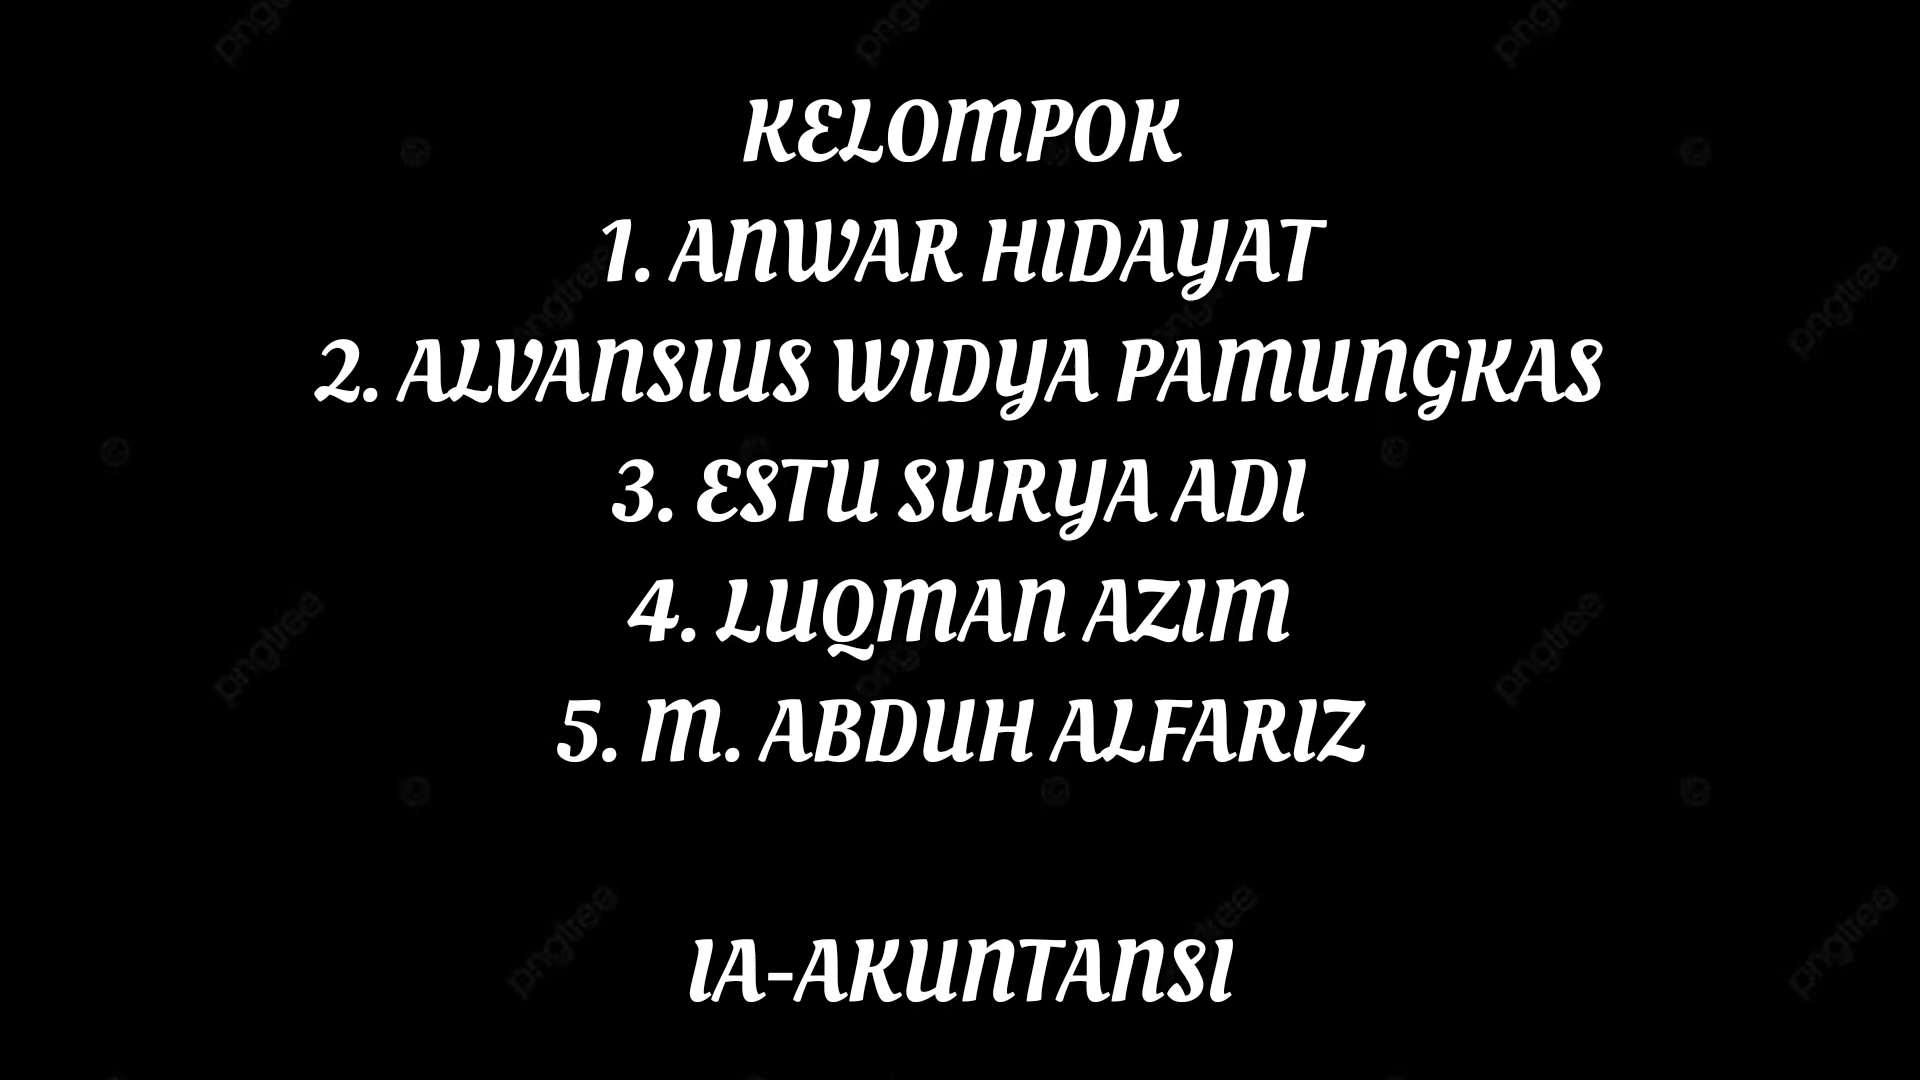 KELOMPOK
1. ANWAR HIDAYAT
2. ALVANSIUS WIDYA PAMUNGKAS
3. ESTU SURYA ADI
4. LUQMAN AZIM
5. M. ABDUH ALFARIZ
IA-AKUNTANSI
pngtree